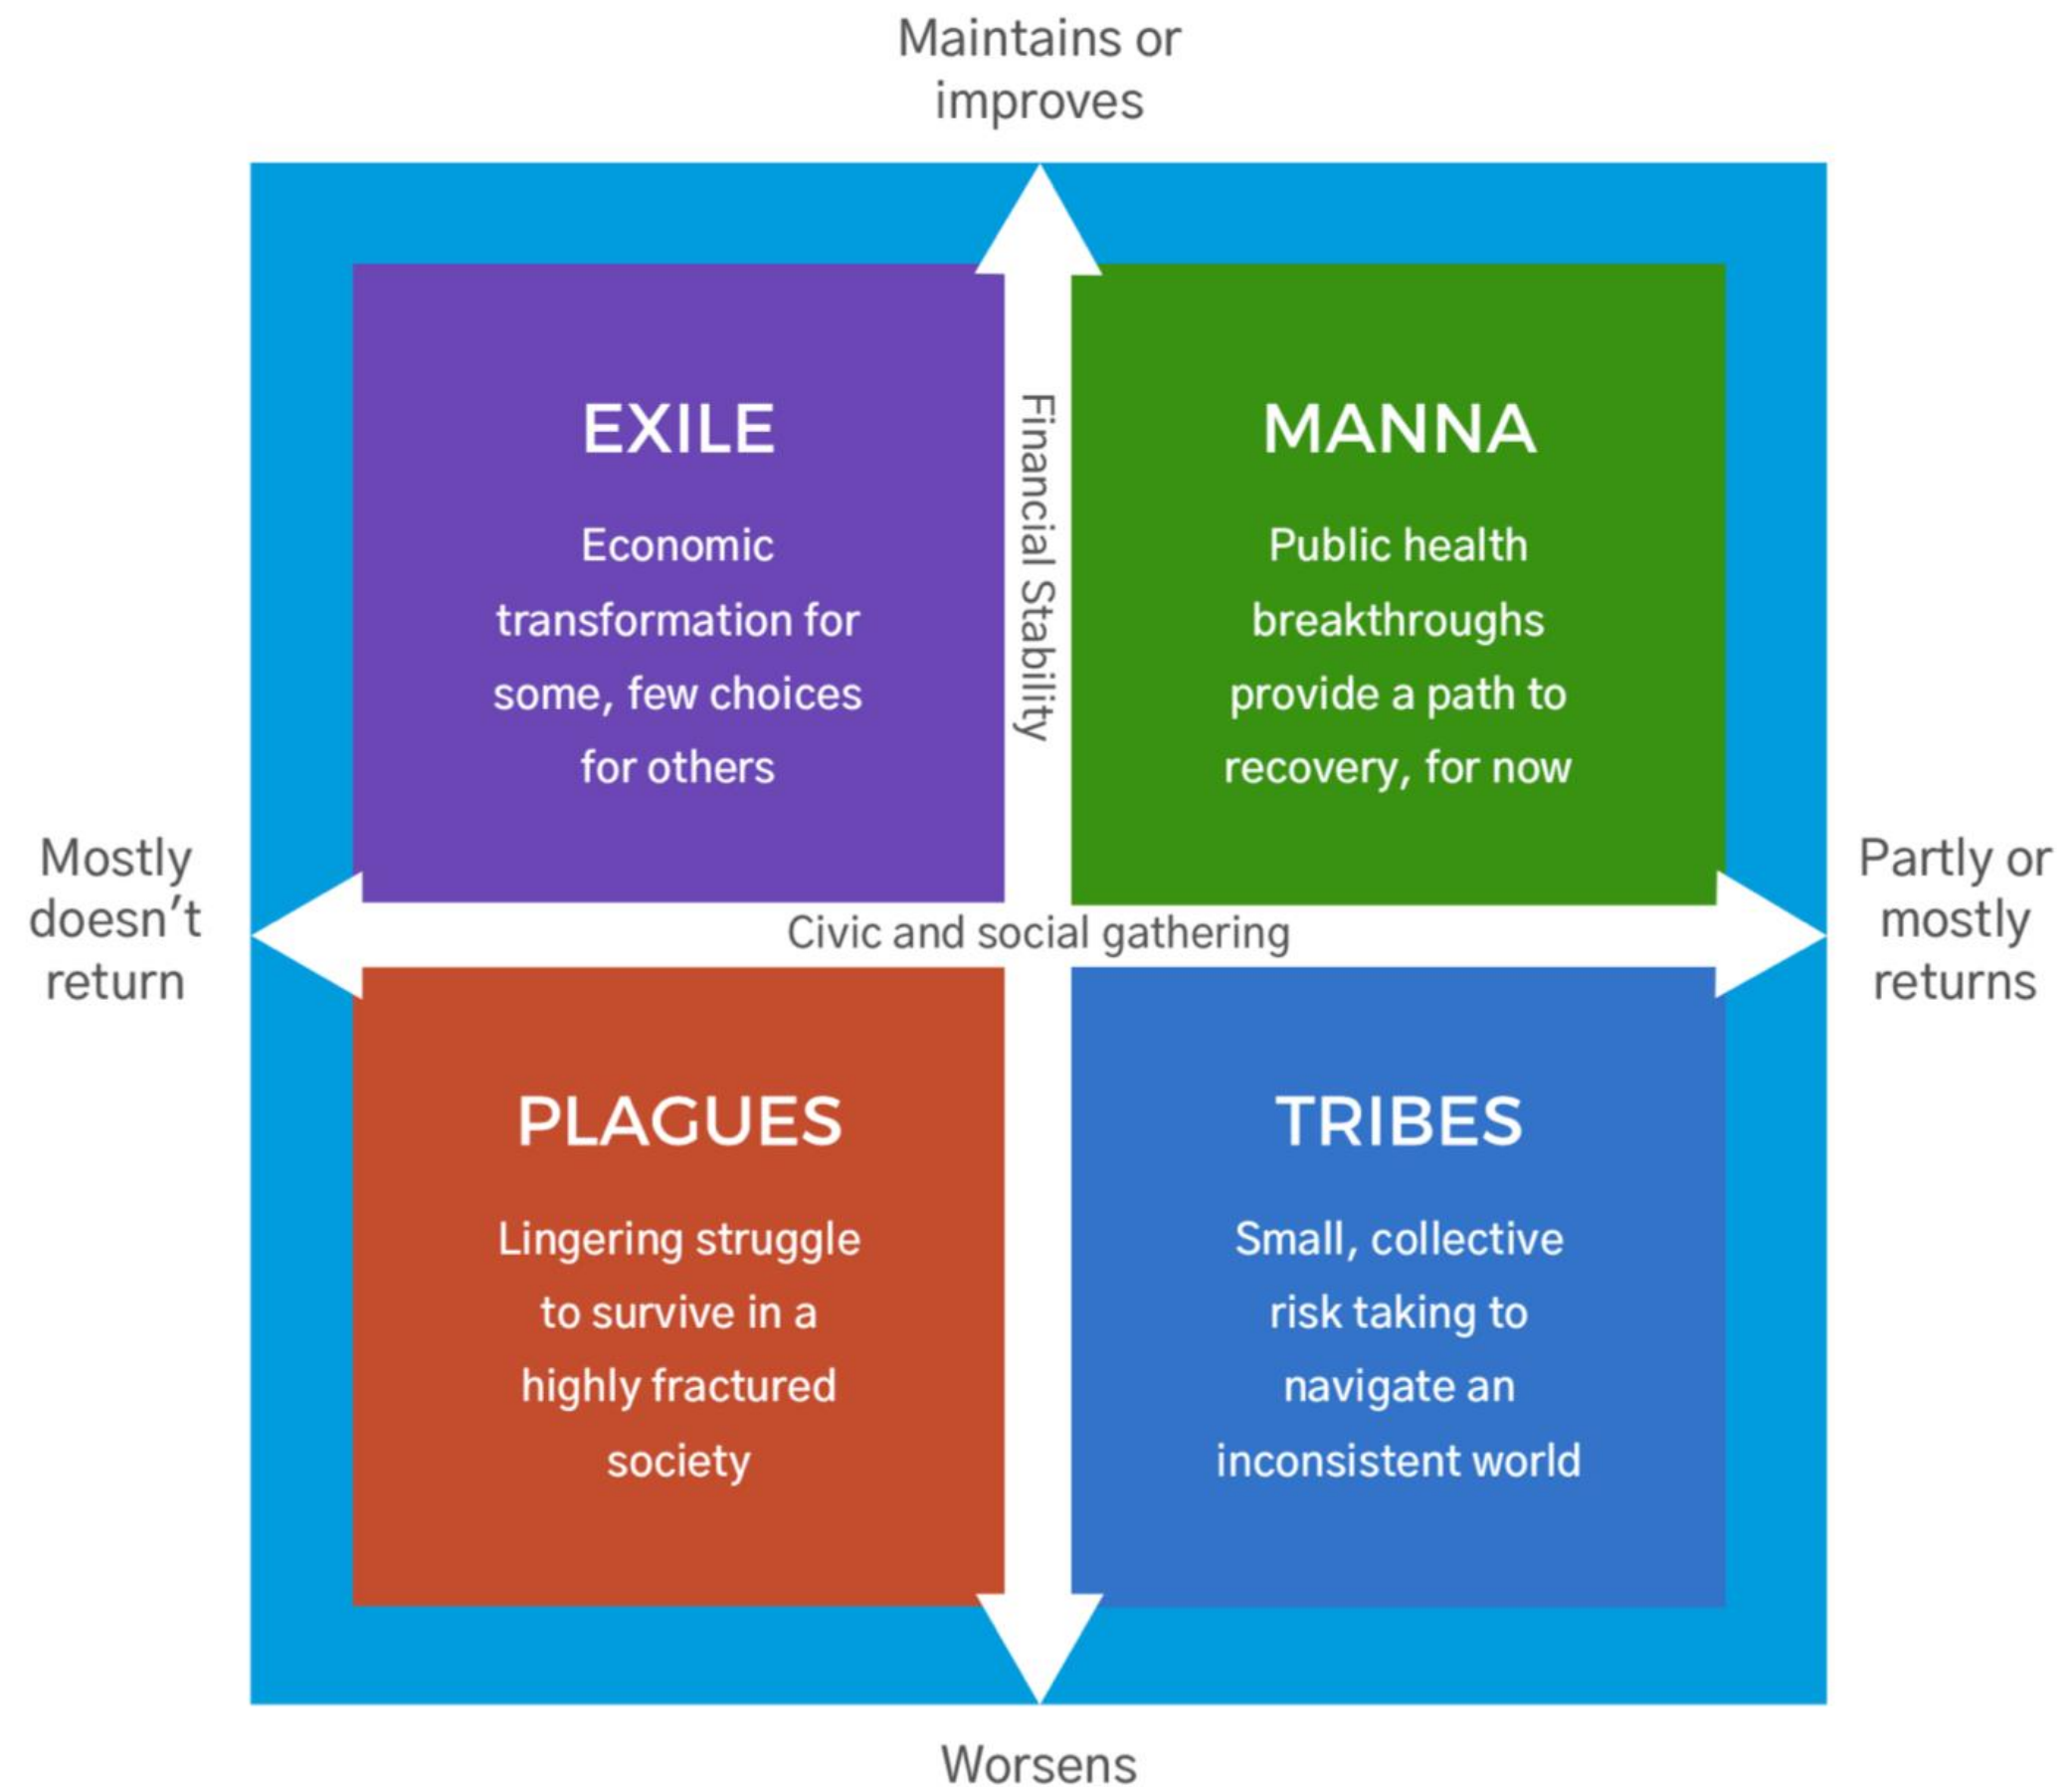 Maintains or
improves
EXILE
Economic
transformation for
some, few choices
for others
Financial Stability
MANNA
Public health
breakthroughs
provide a path to
recovery, for now
Mostly
doesn’t
return
Civic and social gathering
Partly or
mostly
returns
PLAGUES
Lingering struggle
to survive in a
highly fractured
society
TRIBES
Small, collective
risk taking to
navigate an
inconsistent world
Worsens